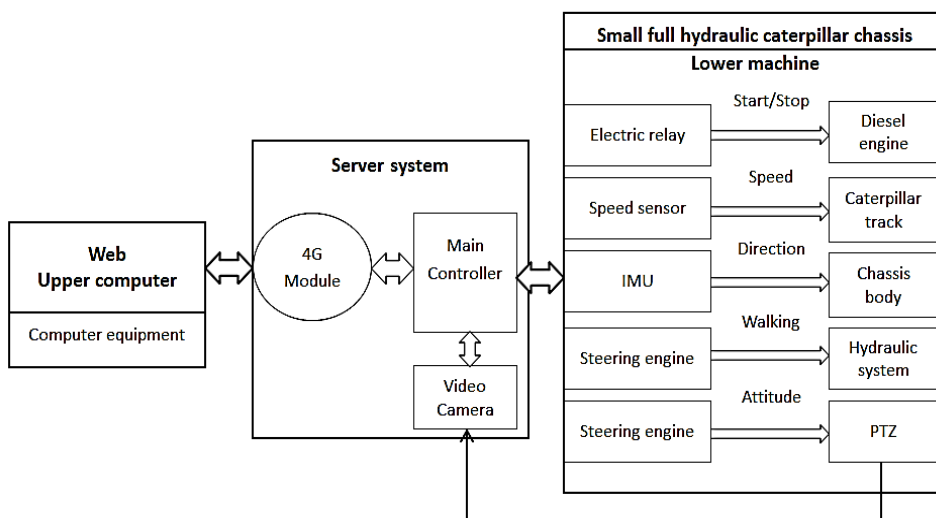 Web
Upper computer
Computer equipment
Server system
4G
Module
Main
Controller
Video
Camera
Small full hydraulic caterpillar chassis
Lower machine
Electric relay
Start/Stop
Diesel
engine
Speed sensor
Speed
Caterpillar
track
IMU
Direction
Chassis
body
Steering engine
Walking
Hydraulic
system
Steering engine
Attitude
PTZ